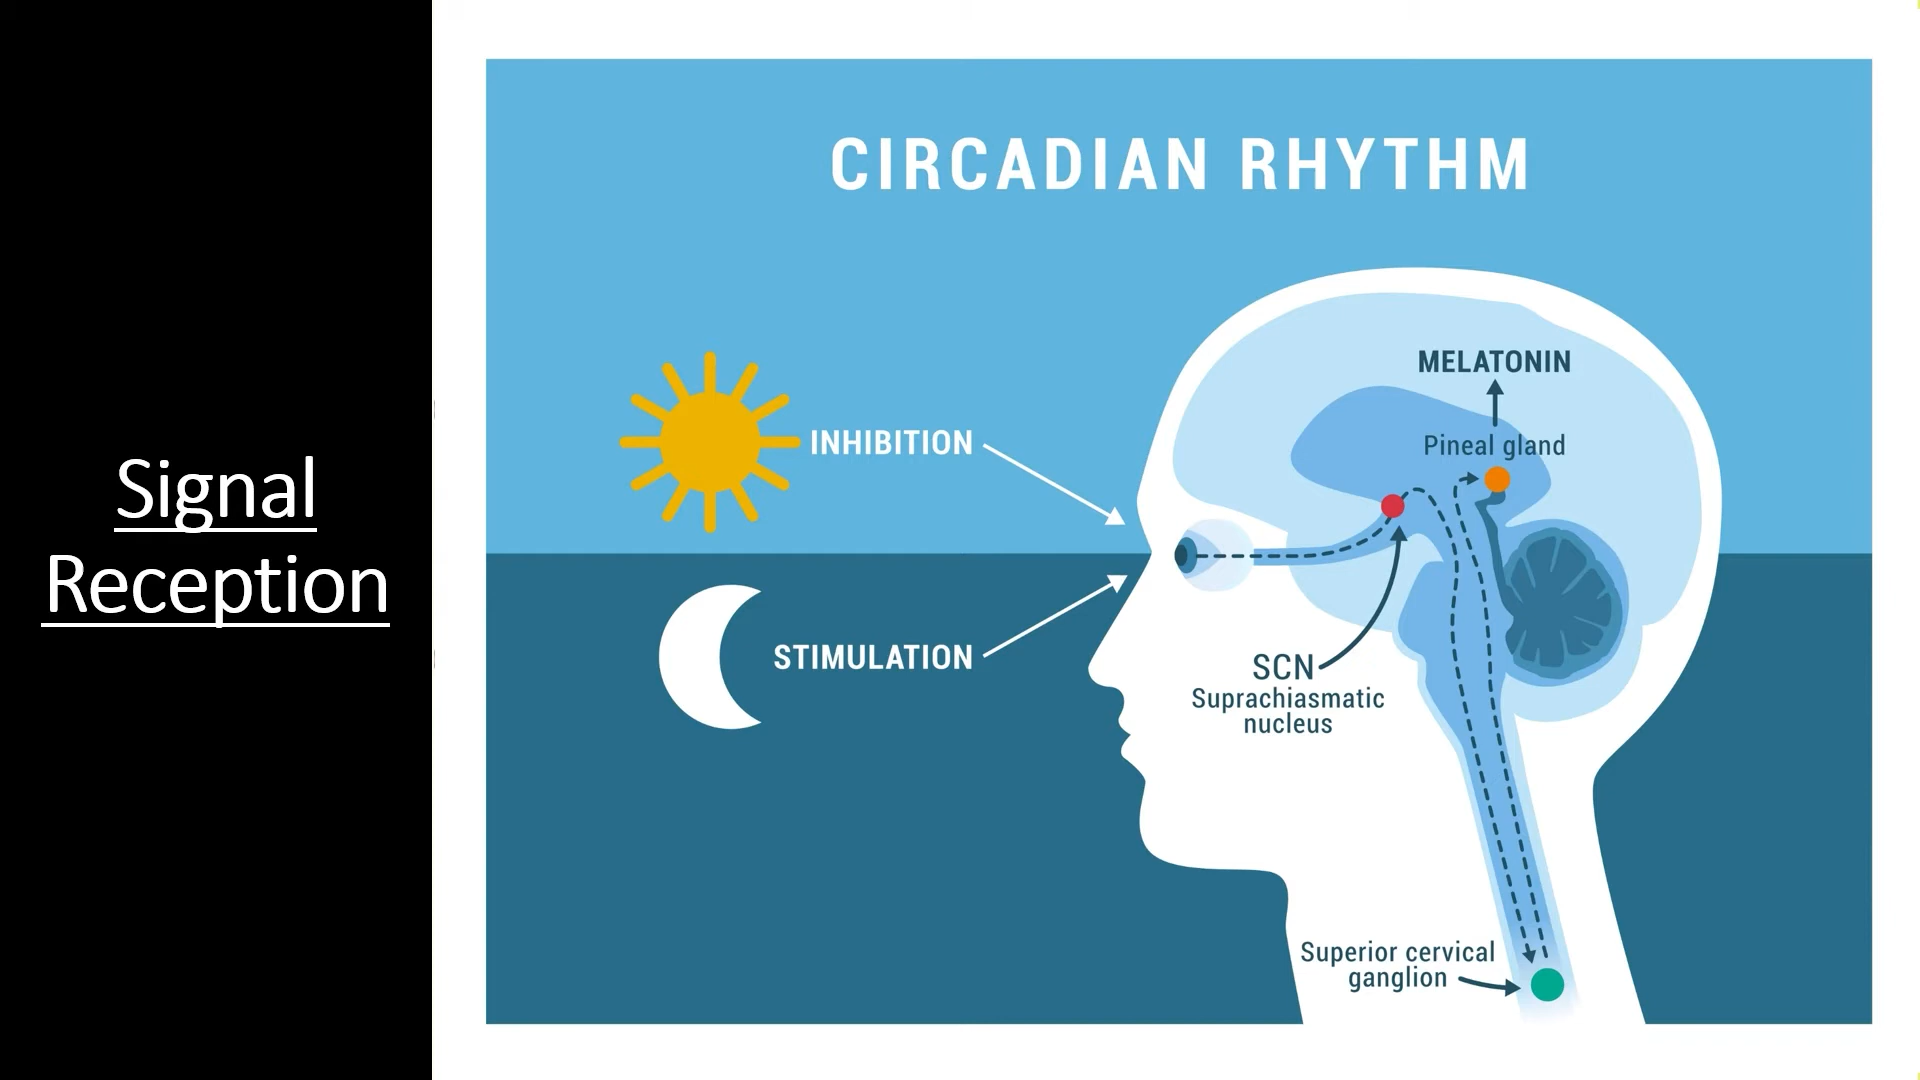 Signal
Reception
CIRCADIAN RHYTHM
INHIBITION
STIMULATION
MELATONIN
Pineal gland
SCN
Suprachiasmatic
nucleus
Superior cervical
ganglion